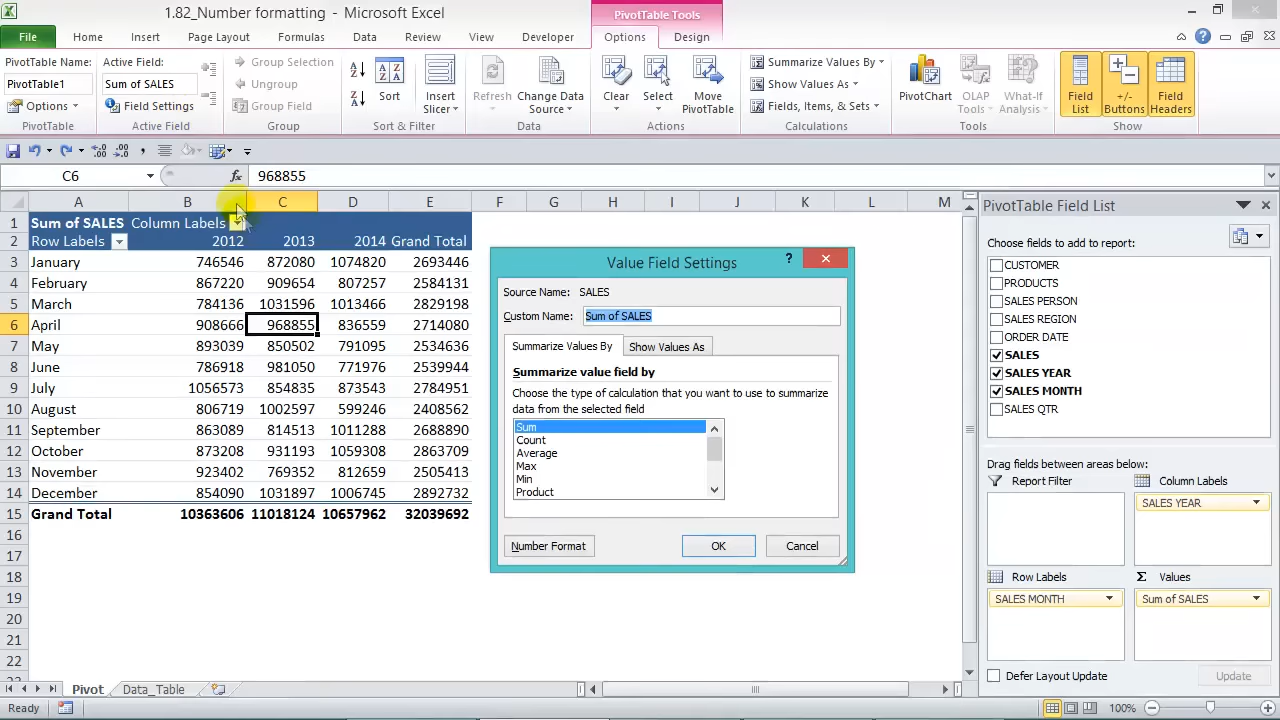 1.82_Number formatting - Microsoft Excel
PivotTable Tools
File Home Insert Page Layout Formulas Data Review View Developer Options Design
PivotTable Name:
PivotTable1
Options
PivotTable
Active Field:
Sum of SALES
Field Settings
Active Field
Group Selection
Ungroup
Group Field
Group
Sort
Sort & Filter
Insert
Slicer
Refresh
Change Data
Source
Data
Clear
Select
Move
PivotTable
Actions
Summarize Values By
Show Values As
Fields, Items, & Sets
Calculations
PivotChart
OLAP
Tools
What-If
Analysis
Tools
Field
List
+/-
Buttons
Field
Headers
Show
C6 fx 968855
A B C D E F G H I J K L M
1 Sum of SALES Column Labels
2 Row Labels 2012 2013 2014 Grand Total
3 January 746546 872080 1074820 2693446
4 February 867220 909654 807257 2584131
5 March 784136 1031596 1013466 2829198
6 April 908666 968855 836559 2714080
7 May 893039 850502 791095 2534636
8 June 786918 981050 771976 2539944
9 July 1056573 854835 873543 2784951
10 August 806719 1002597 599246 2408562
11 September 863089 814513 1011288 2688890
12 October 873208 931193 1059308 2863709
13 November 923402 769352 812659 2505413
14 December 854090 1031897 1006745 2892732
15 Grand Total 10363606 11018124 10657962 32039692
16
17
18
19
20
21
22
Value Field Settings
Source Name: SALES
Custom Name: Sum of SALES
Summarize Values By Show Values As
Summarize value field by
Choose the type of calculation that you want to use to summarize
data from the selected field
Sum
Count
Average
Max
Min
Product
Number Format OK Cancel
PivotTable Field List
Choose fields to add to report:
CUSTOMER
PRODUCTS
SALES PERSON
SALES REGION
ORDER DATE
SALES
SALES YEAR
SALES MONTH
SALES QTR
Drag fields between areas below:
Report Filter Column Labels
SALES YEAR
Row Labels Σ Values
SALES MONTH Sum of SALES
Defer Layout Update Update
Pivot Data_Table
Ready 100%